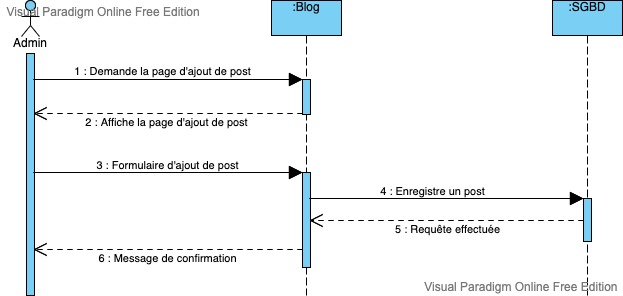 Visual Paradigm Online Free Edition
:Blog
:SGBD
Admin
1 : Demande la page d'ajout de post
2 : Affiche la page d'ajout de post
3 : Formulaire d'ajout de post
4 : Enregistre un post
5 : Requête effectuée
6 : Message de confirmation
Visual Paradigm Online Free Edition